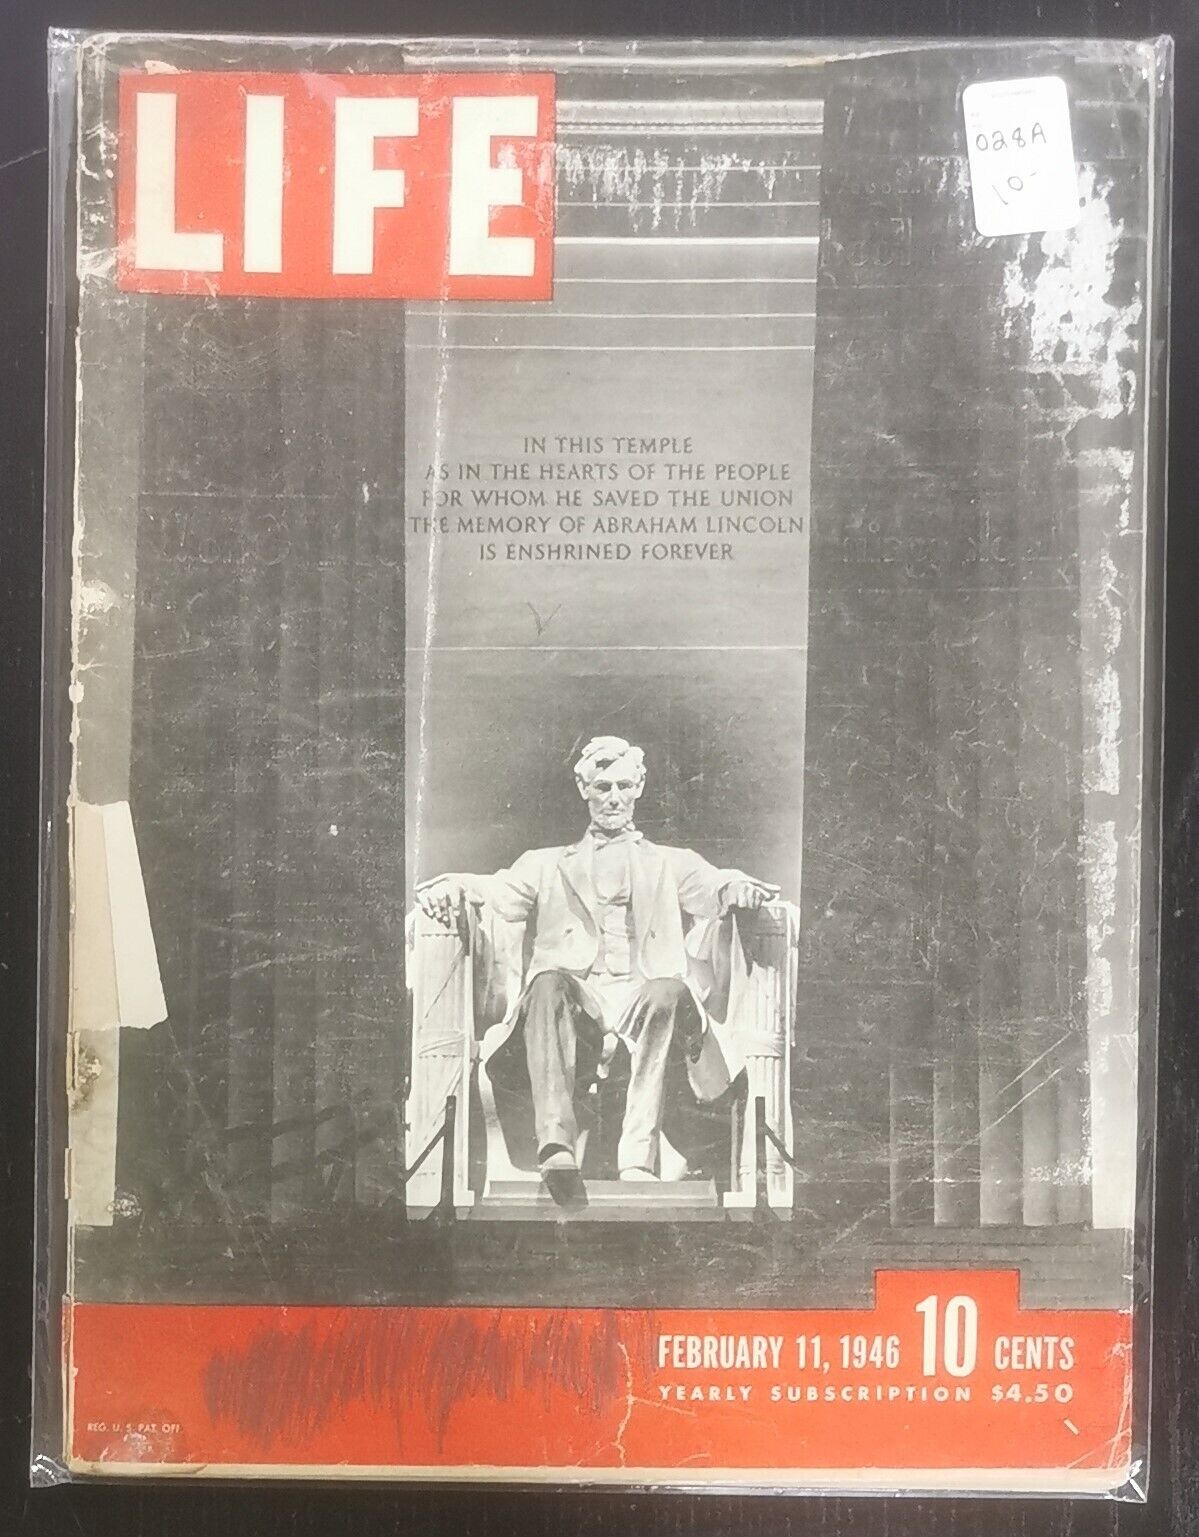 LIFE
028A
10-
IN THIS TEMPLE
AS IN THE HEARTS OF THE PEOPLE
FOR WHOM HE SAVED THE UNION
THE MEMORY OF ABRAHAM LINCOLN
IS ENSHRINED FOREVER
FEBRUARY 11, 1946 10 CENTS
YEARLY SUBSCRIPTION $4.50
REG. U. S. PAT. OFF.